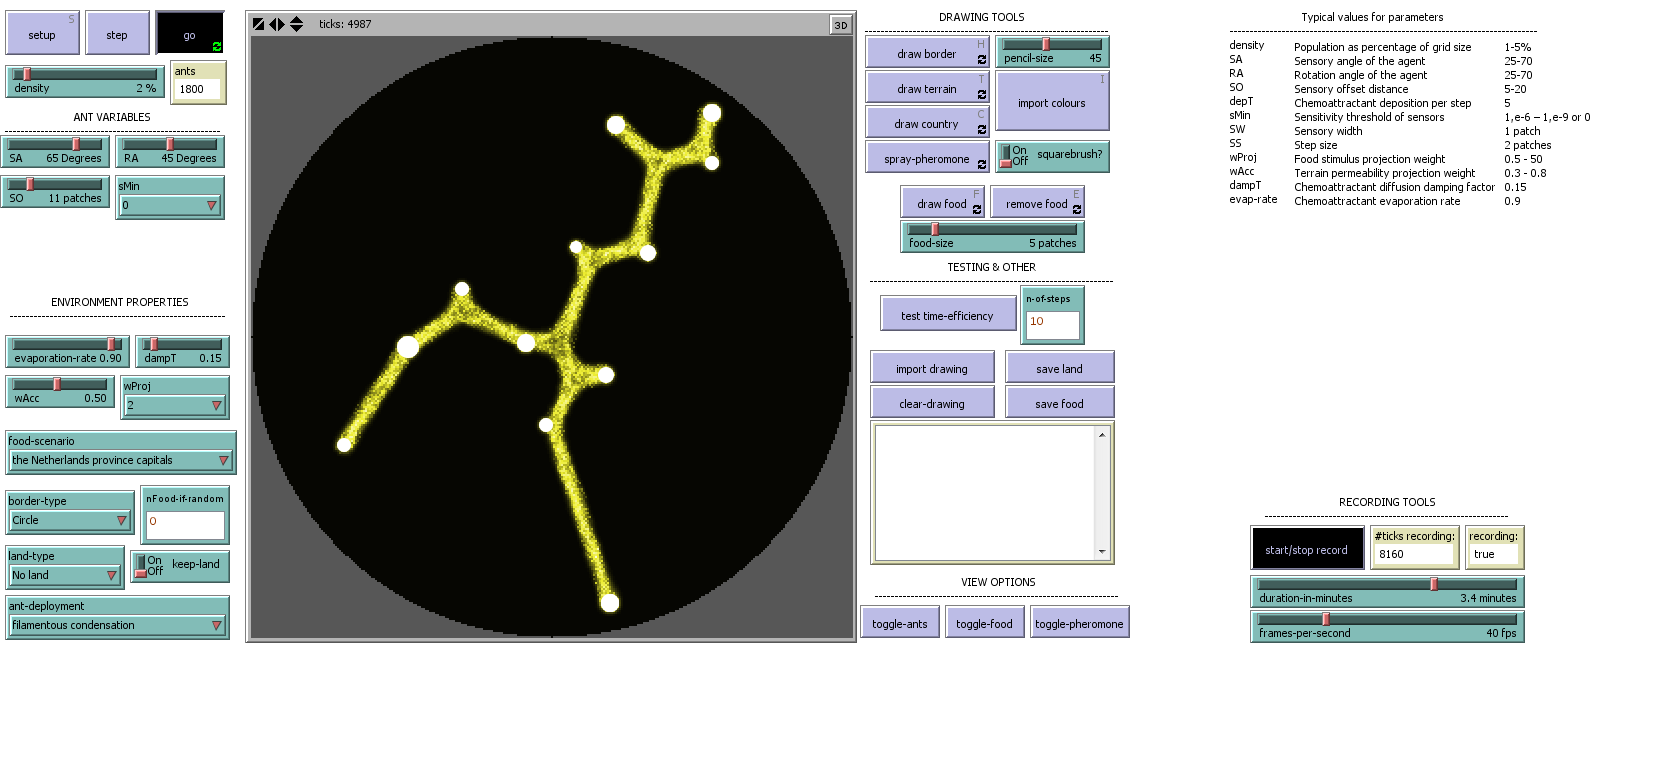 setup
S
step
go
density
2 %
ants
1800
ANT VARIABLES
SA
65 Degrees
RA
45 Degrees
SO
11 patches
sMin
0
ENVIRONMENT PROPERTIES
evaporation-rate 0.90
dampT
0.15
wAcc
0.50
wProj
2
food-scenario
the Netherlands province capitals
border-type
Circle
nFood-if-random
0
land-type
No land
On
Off
keep-land
ant-deployment
filamentous condensation
ticks: 4987
3D
DRAWING TOOLS
draw border
H
pencil-size
45
draw terrain
T
import colours
I
draw country
C
spray-pheromone
On
Off
squarebrush?
draw food
F
remove food
E
food-size
5 patches
TESTING & OTHER
test time-efficiency
n-of-steps
10
import drawing
save land
clear-drawing
save food
VIEW OPTIONS
toggle-ants
toggle-food
toggle-pheromone
Typical values for parameters
density Population as percentage of grid size 1-5%
SA Sensory angle of the agent 25-70
RA Rotation angle of the agent 25-70
SO Sensory offset distance 5-20
depT Chemoattractant deposition per step 5
sMin Sensitivity threshold of sensors 1,e-6 – 1,e-9 or 0
SW Sensory width 1 patch
SS Step size 2 patches
wProj Food stimulus projection weight 0.5 - 50
wAcc Terrain permeability projection weight 0.3 - 0.8
dampT Chemoattractant diffusion damping factor 0.15
evap-rate Chemoattractant evaporation rate 0.9
RECORDING TOOLS
start/stop record
#ticks recording:
8160
recording:
true
duration-in-minutes
3.4 minutes
frames-per-second
40 fps